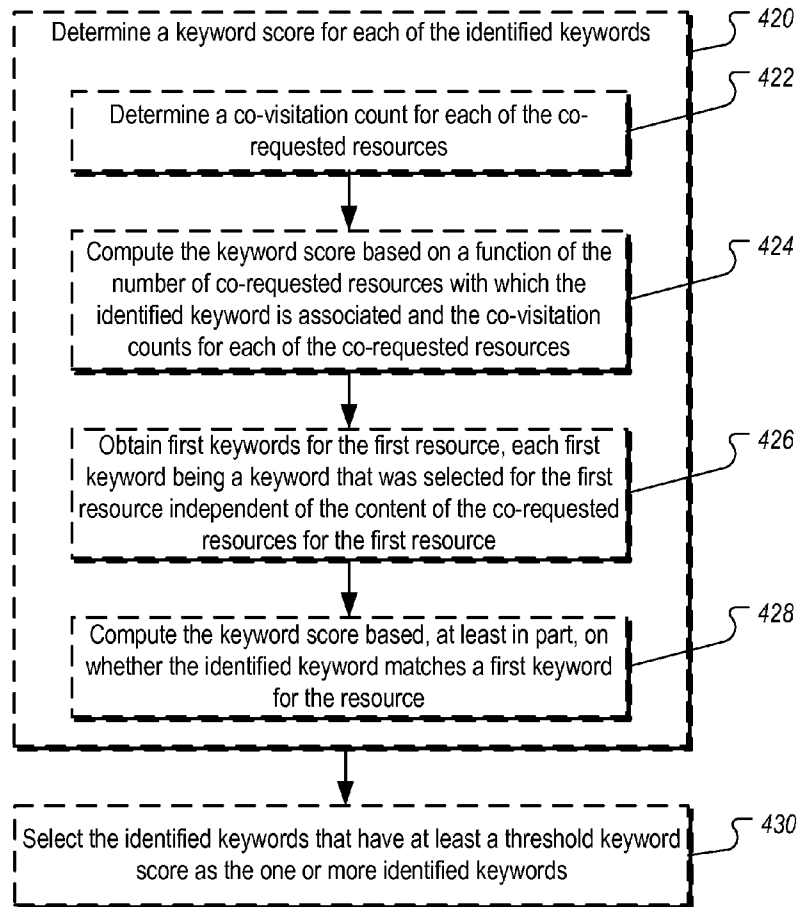 Determine a keyword score for each of the identified keywords
420
422
Determine a co-visitation count for each of the co-
requested resources
424
Compute the keyword score based on a function of the
number of co-requested resources with which the
identified keyword is associated and the co-visitation
counts for each of the co-requested resources
426
Obtain first keywords for the first resource, each first
keyword being a keyword that was selected for the first
resource independent of the content of the co-requested
resources for the first resource
428
Compute the keyword score based, at least in part, on
whether the identified keyword matches a first keyword
for the resource
Select the identified keywords that have at least a threshold keyword
score as the one or more identified keywords
430